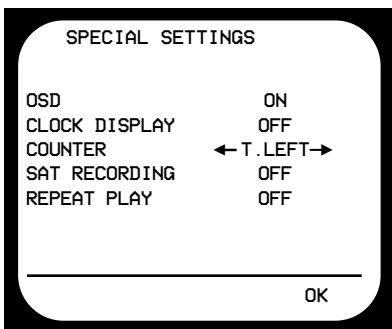 SPECIAL SETTINGS
OSD ON
CLOCK DISPLAY OFF
COUNTER ←T.LEFT→
SAT RECORDING OFF
REPEAT PLAY OFF
OK